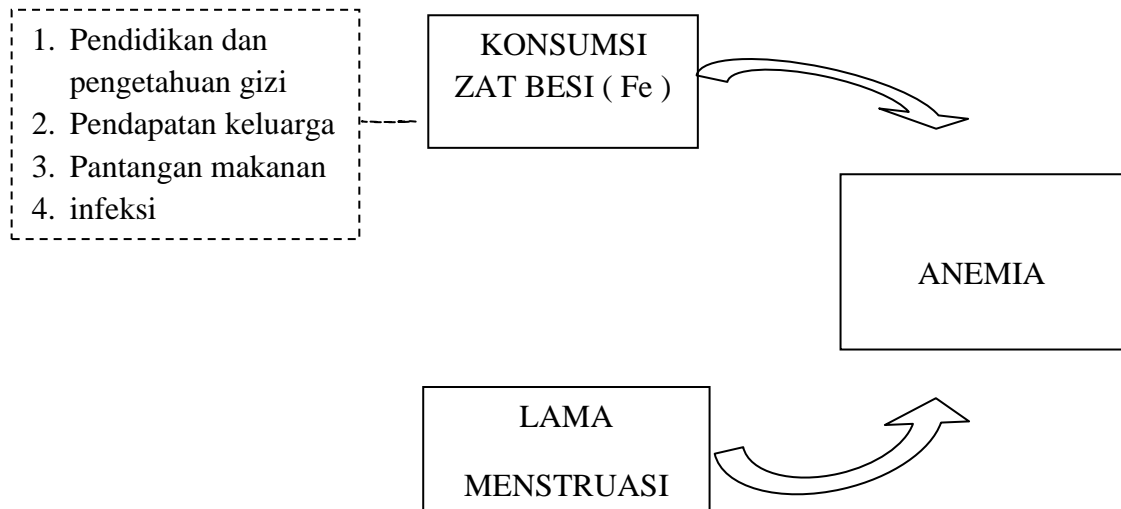 1. Pendidikan dan
pengetahuan gizi
2. Pendapatan keluarga
3. Pantangan makanan
4. infeksi
KONSUMSI
ZAT BESI ( Fe )
ANEMIA
LAMA
MENSTRUASI